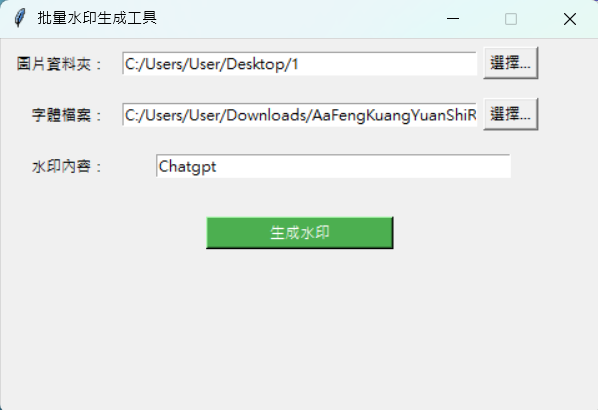 批量水印生成工具
圖片資料夾： C:/Users/User/Desktop/1 選擇...
字體檔案： C:/Users/User/Downloads/AaFengKuangYuanShiR 選擇...
水印內容： Chatgpt
生成水印